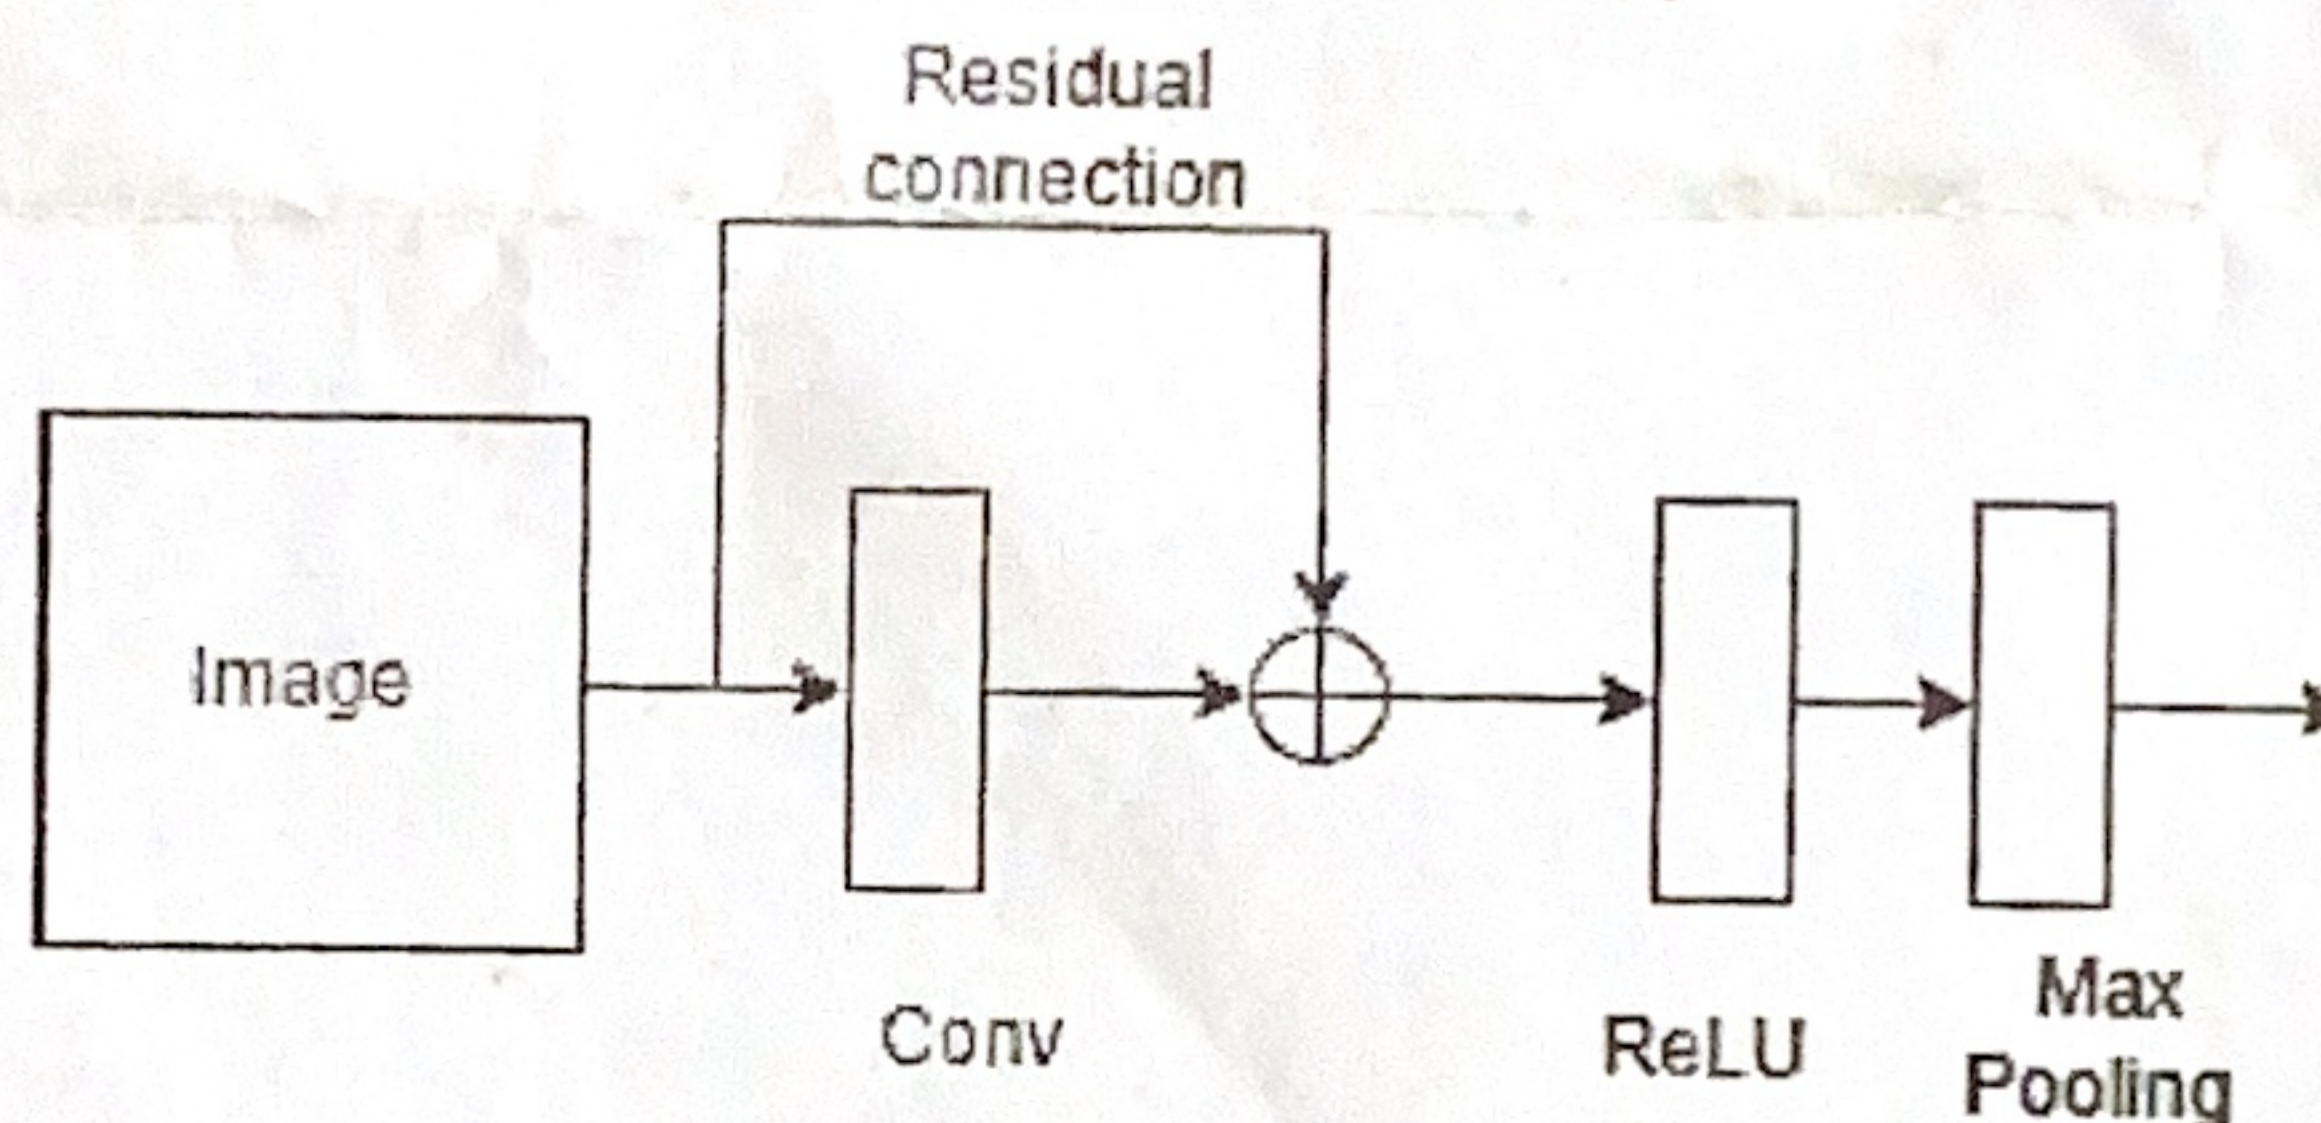 Residual
connection
Image
Conv
ReLU
Max
Pooling